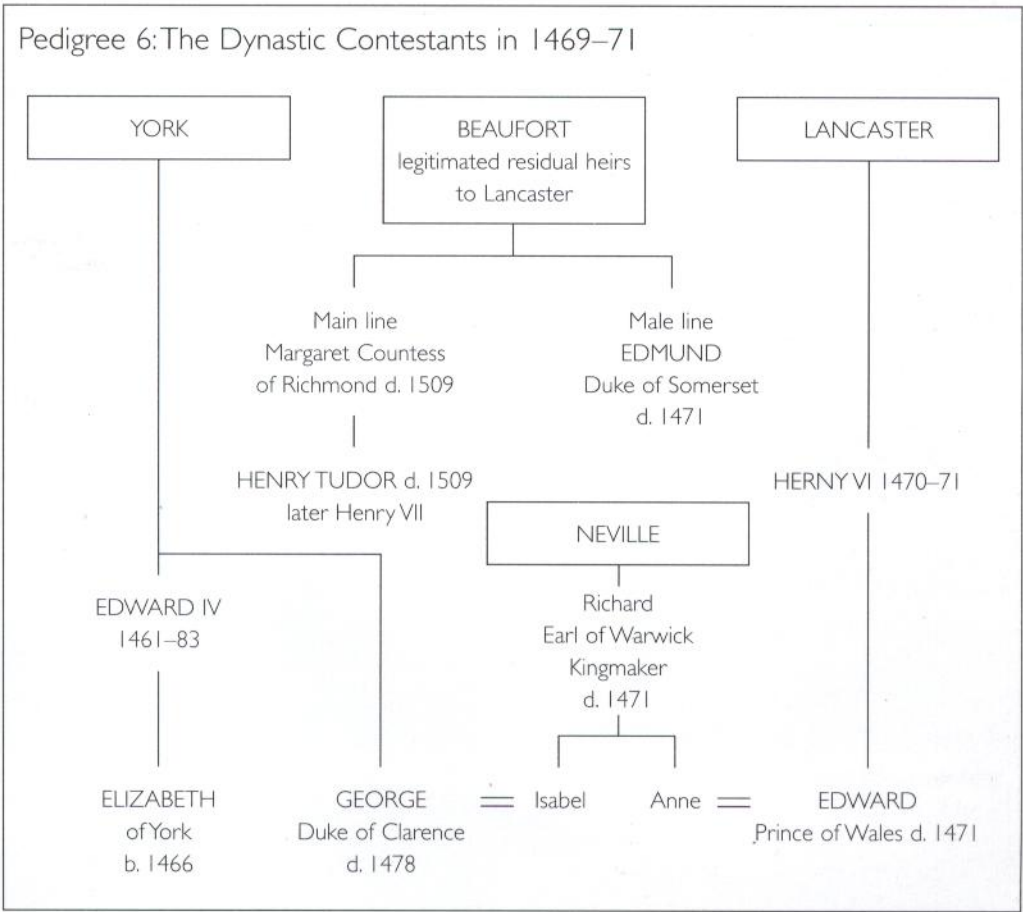 Pedigree 6: The Dynastic Contestants in 1469–71
YORK
BEAUFORT
legitimated residual heirs
to Lancaster
LANCASTER
Main line
Margaret Countess
of Richmond d. 1509
Male line
EDMUND
Duke of Somerset
d. 1471
HENRY TUDOR d. 1509
later Henry VII
HERNY VI 1470–71
NEVILLE
EDWARD IV
1461–83
Richard
Earl of Warwick
Kingmaker
d. 1471
ELIZABETH
of York
b. 1466
GEORGE
Duke of Clarence
d. 1478
= Isabel
Anne =
EDWARD
Prince of Wales d. 1471